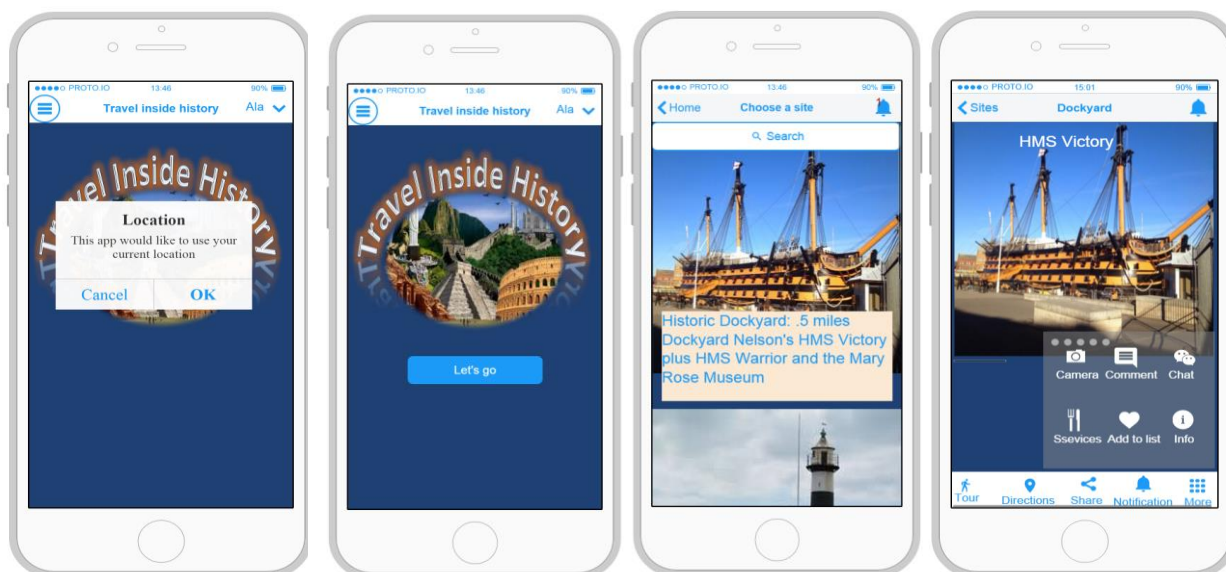 PROTO.IO 13:46 90%
Travel inside history Ala
Travel Inside History
Location
This app would like to use your
current location
Cancel OK
PROTO.IO 13:46 90%
Travel inside history Ala
Travel Inside History
Let's go
PROTO.IO 13:46 90%
Home Choose a site
Search
Historic Dockyard: .5 miles
Dockyard Nelson's HMS Victory
plus HMS Warrior and the Mary
Rose Museum
PROTO.IO 15:01 90%
Sites Dockyard
HMS Victory
Camera Comment Chat
Ssevices Add to list Info
Tour Directions Share Notification More